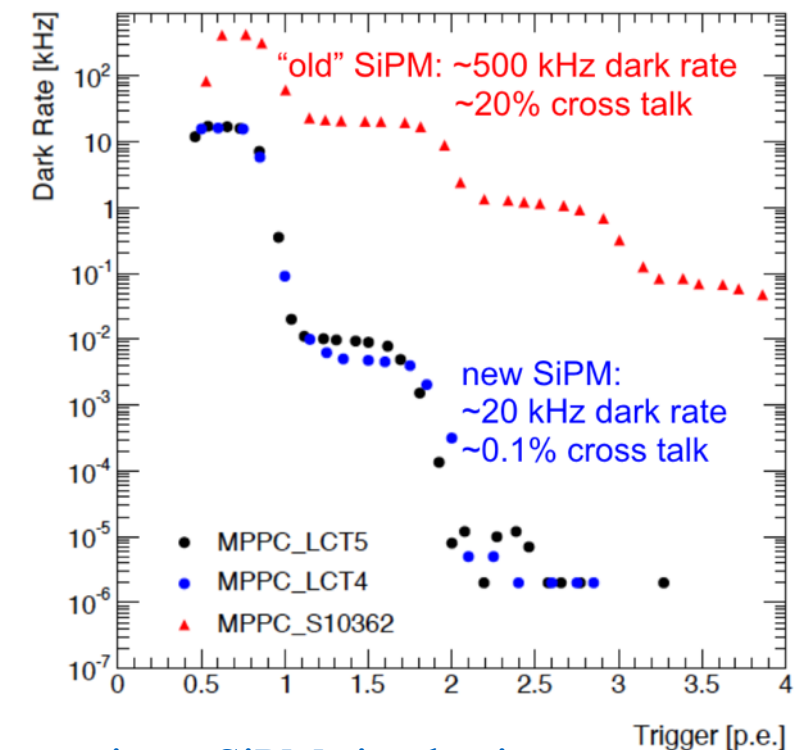 Dark Rate [kHz]
10²
10
1
10⁻¹
10⁻²
10⁻³
10⁻⁴
10⁻⁵
10⁻⁶
10⁻⁷
"old" SiPM: ~500 kHz dark rate
~20% cross talk
new SiPM:
~20 kHz dark rate
~0.1% cross talk
MPPC_LCT5
MPPC_LCT4
MPPC_S10362
0 0.5 1 1.5 2 2.5 3 3.5 4
Trigger [p.e.]